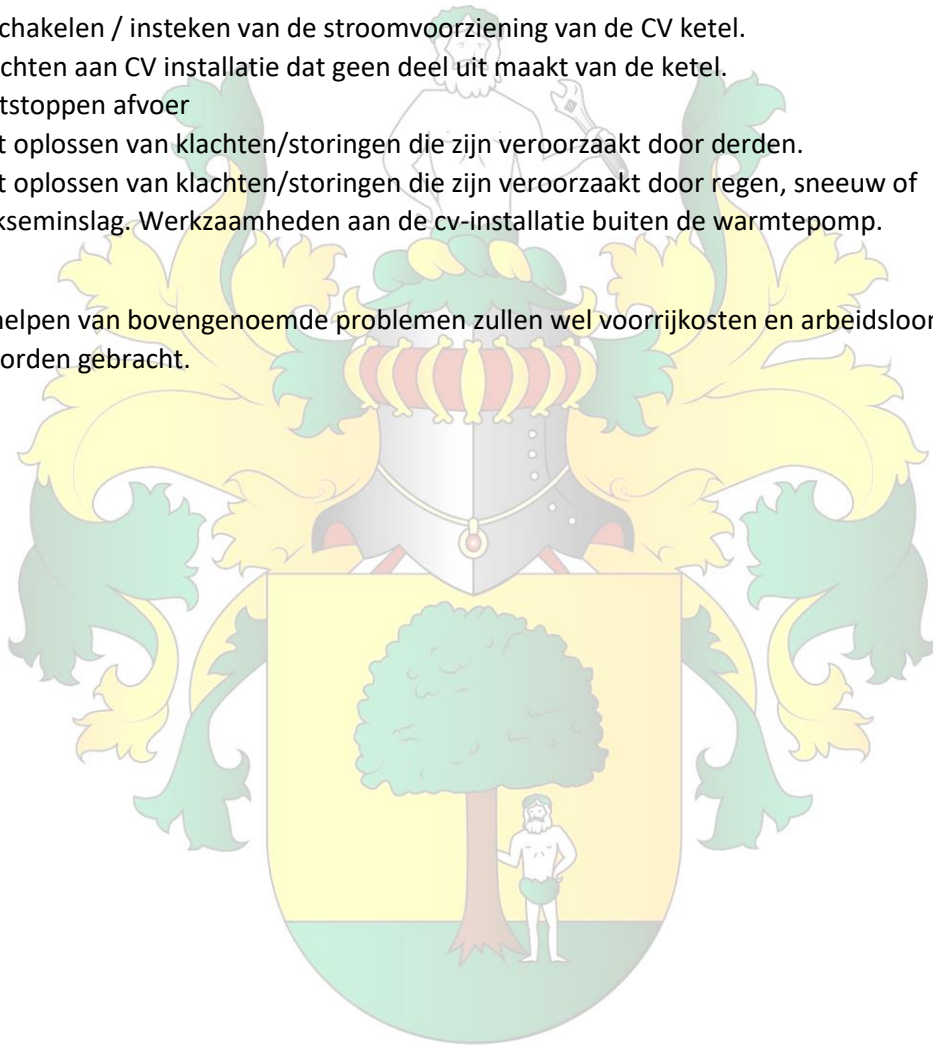 chakelen / insteken van de stroomvoorziening van de CV ketel.
chten aan CV installatie dat geen deel uit maakt van de ketel.
tstoppen afvoer
t oplossen van klachten/storingen die zijn veroorzaakt door derden.
t oplossen van klachten/storingen die zijn veroorzaakt door regen, sneeuw of
kseminslag. Werkzaamheden aan de cv-installatie buiten de warmtepomp.
helpen van bovengenoemde problemen zullen wel voorrijkosten en arbeidsloon
orden gebracht.